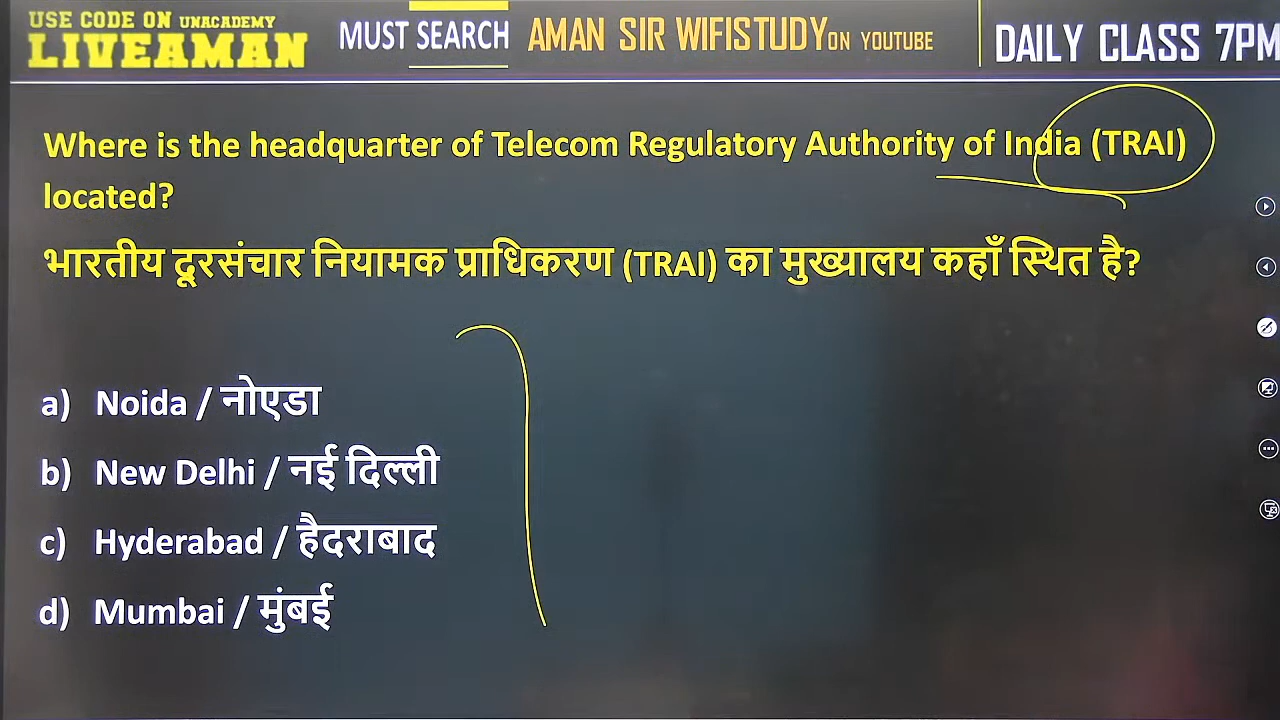 USE CODE ON UNACADEMY
LIVEAMAN
MUST SEARCH AMAN SIR WIFISTUDY ON YOUTUBE
DAILY CLASS 7PM
Where is the headquarter of Telecom Regulatory Authority of India (TRAI)
located?
भारतीय दूरसंचार नियामक प्राधिकरण (TRAI) का मुख्यालय कहाँ स्थित है?
a) Noida / नोएडा
b) New Delhi / नई दिल्ली
c) Hyderabad / हैदराबाद
d) Mumbai / मुंबई